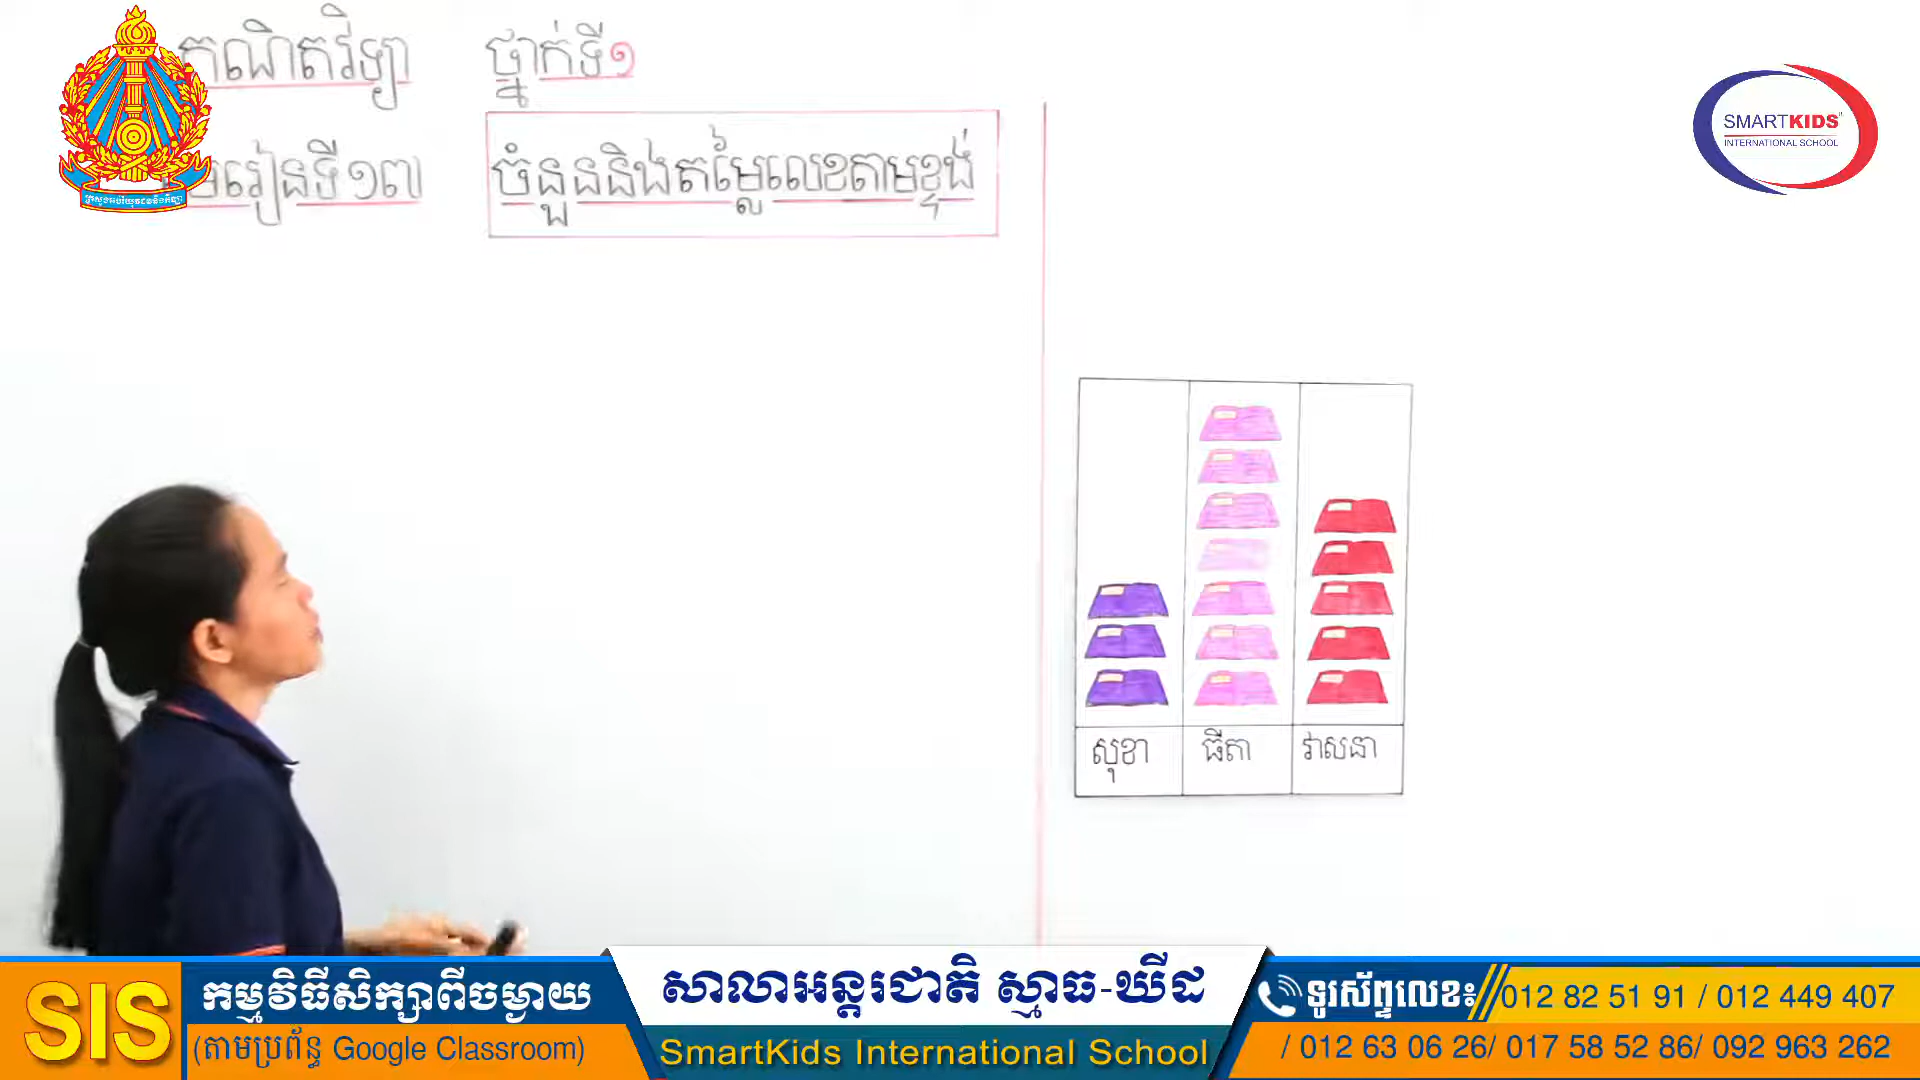 គណិតវិទ្យា ថ្នាក់ទី១
មេរៀនទី១៧ ចំនួននិងតម្លៃលេខតាមខ្ទង់
SMARTKIDS
INTERNATIONAL SCHOOL
សុខា ធីតា វាសនា
SIS
កម្មវិធីសិក្សាពីចម្ងាយ
(តាមប្រព័ន្ធ Google Classroom)
សាលាអន្តរជាតិ ស្មាធ-ឃីដ
SmartKids International School
ទូរស័ព្ទលេខ៖ 012 82 51 91 / 012 449 407
/ 012 63 06 26/ 017 58 52 86/ 092 963 262